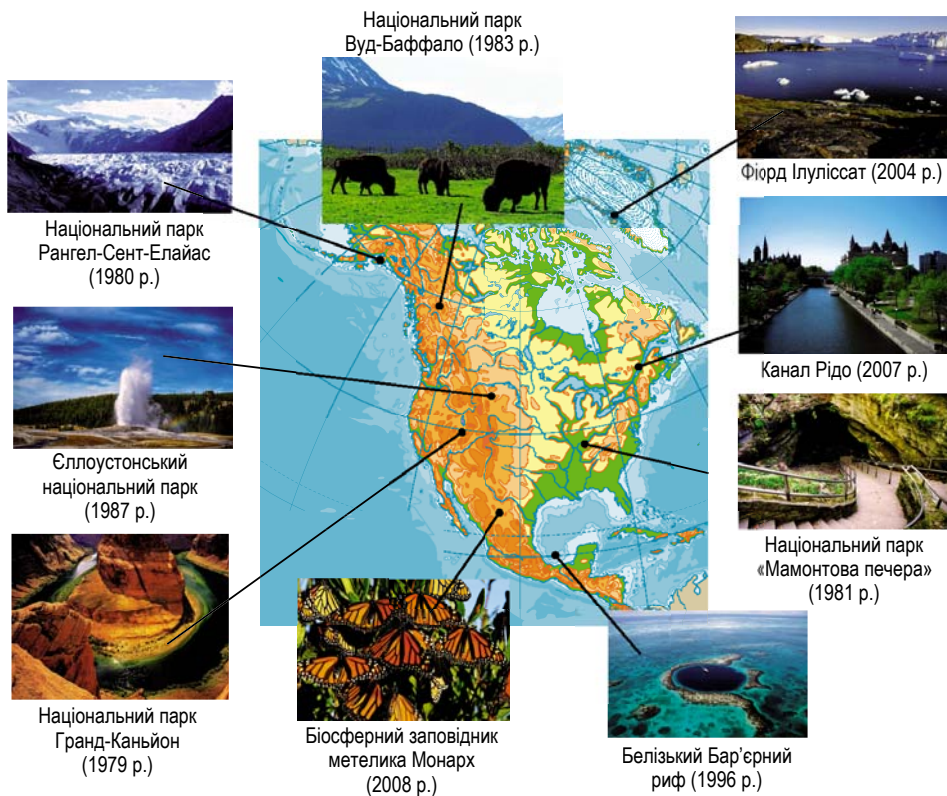 Національний парк
Вуд-Баффало (1983 р.)
Фіорд Ілуліссат (2004 р.)
Національний парк
Рангел-Сент-Елайас
(1980 р.)
Канал Рідо (2007 р.)
Єллоустонський
національний парк
(1987 р.)
Національний парк
«Мамонтова печера»
(1981 р.)
Національний парк
Гранд-Каньйон
(1979 р.)
Біосферний заповідник
метелика Монарх
(2008 р.)
Белізький Бар’єрний
риф (1996 р.)